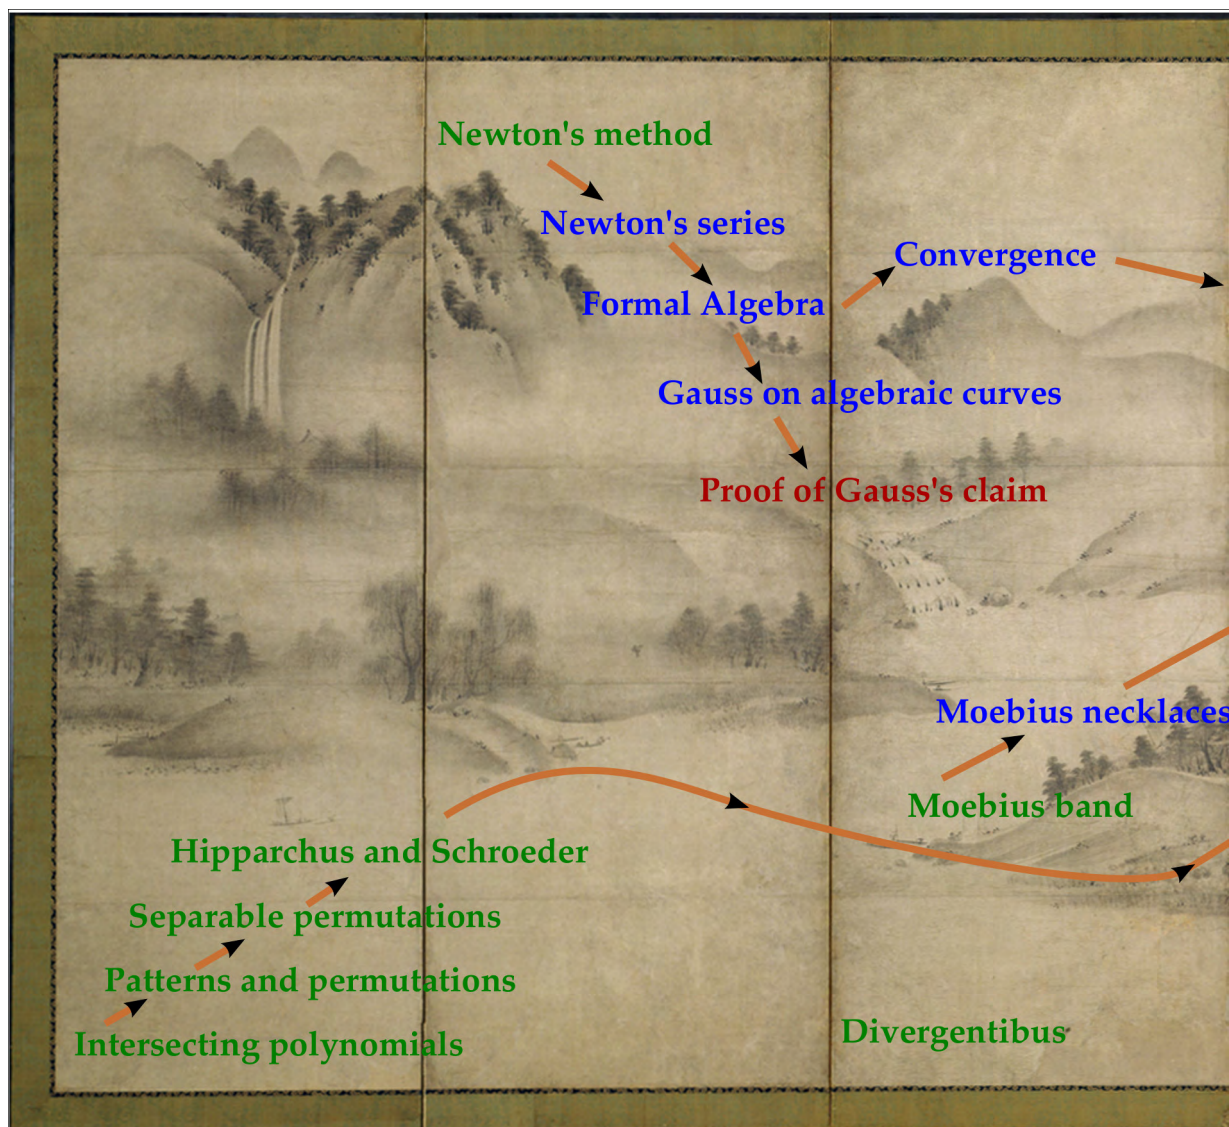 Newton's method
Newton's series
Convergence
Formal Algebra
Gauss on algebraic curves
Proof of Gauss's claim
Moebius necklaces
Moebius band
Hipparchus and Schroeder
Separable permutations
Patterns and permutations
Intersecting polynomials
Divergentibus